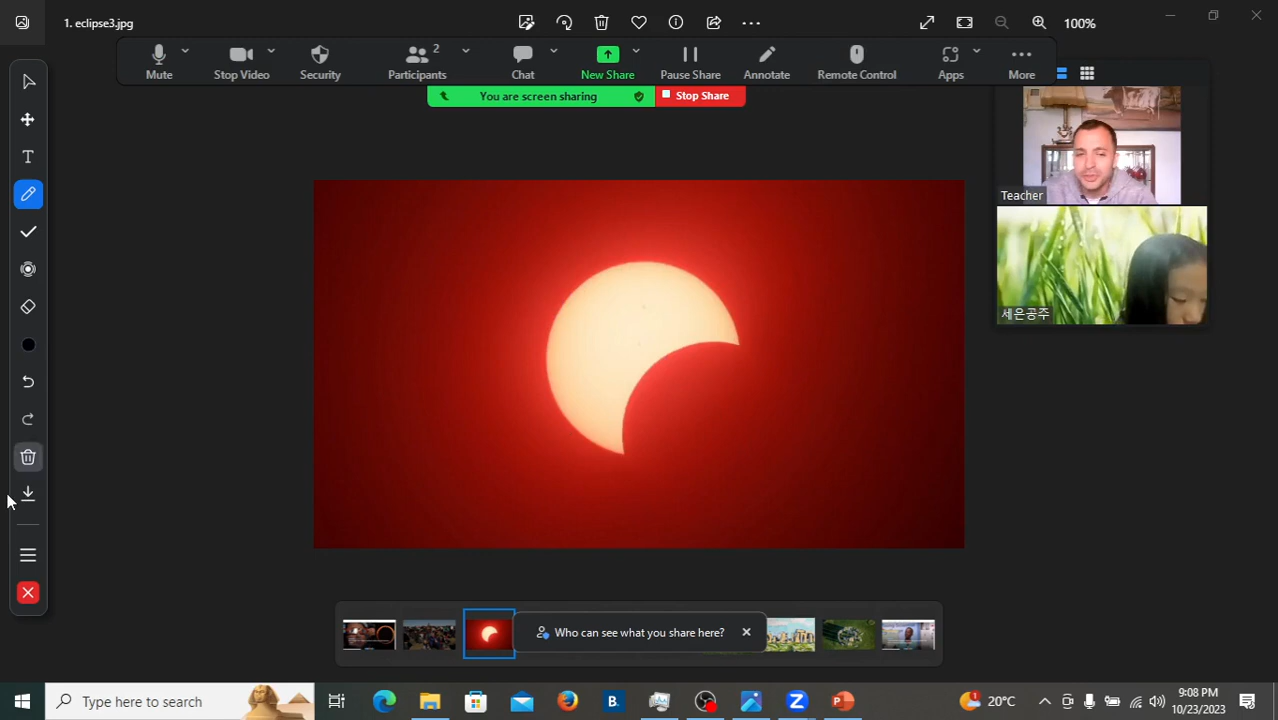 1. eclipse3.jpg
100%
2
Mute
Stop Video
Security
Participants
Chat
New Share
Pause Share
Annotate
Remote Control
Apps
More
You are screen sharing
Stop Share
T
Teacher
세은공주
Who can see what you share here?
Type here to search
B.
1
20°C
9:08 PM
10/23/2023